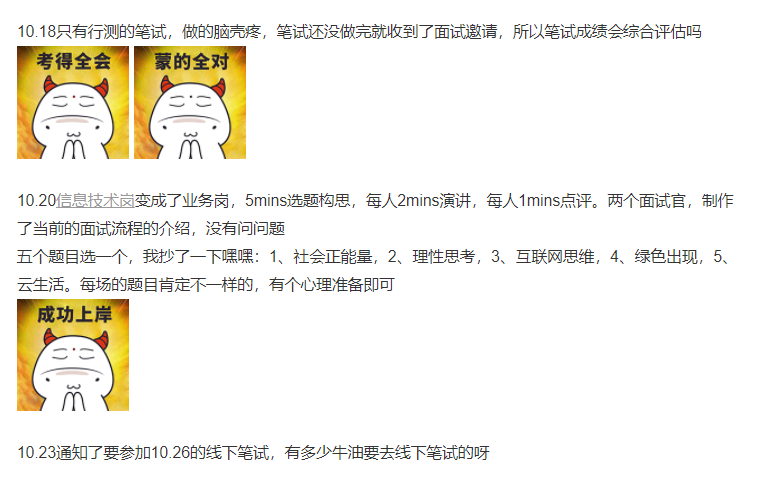 10.18只有行测的笔试，做的脑壳疼，笔试还没做完就收到了面试邀请，所以笔试成绩会综合评估吗
考得全会 蒙的全对
10.20信息技术岗变成了业务岗，5mins选题构思，每人2mins演讲，每人1mins点评。两个面试官，制作
了当前的面试流程的介绍，没有问问题
五个题目选一个，我抄了一下嘿嘿：1、社会正能量，2、理性思考，3、互联网思维，4、绿色出现，5、
云生活。每场的题目肯定不一样的，有个心理准备即可
成功上岸
10.23通知了要参加10.26的线下笔试，有多少牛油要去线下笔试的呀